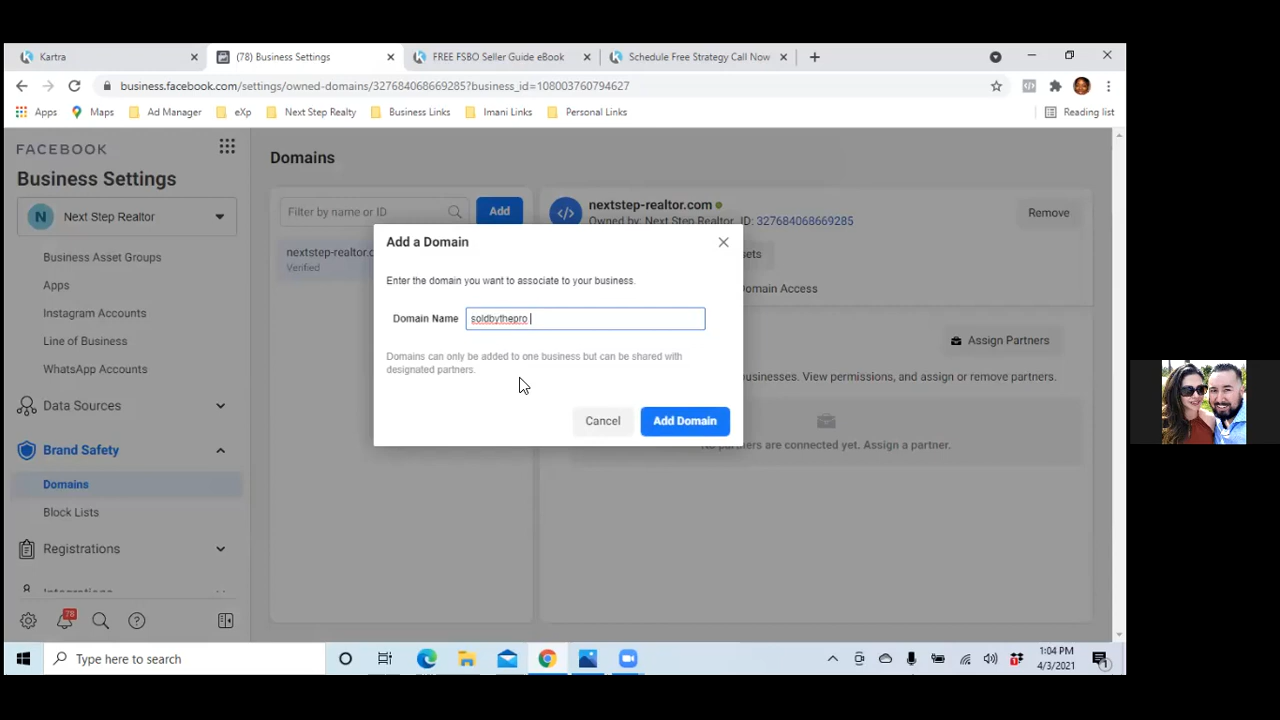 Kartra
(78) Business Settings
FREE FSBO Seller Guide eBook
Schedule Free Strategy Call Now
business.facebook.com/settings/owned-domains/327684068669285?business_id=108003760794627
Apps
Maps
Ad Manager
eXp
Next Step Realty
Business Links
Imani Links
Personal Links
Reading list
FACEBOOK
Business Settings
N
Next Step Realtor
Business Asset Groups
Apps
Instagram Accounts
Line of Business
WhatsApp Accounts
Data Sources
Brand Safety
Domains
Block Lists
Registrations
78
Domains
Filter by name or ID
Add
nextstep-realtor.c
Verified
nextstep-realtor.com
Owned by: Next Step Realtor ID: 327684068669285
Remove
sets
omain Access
Assign Partners
businesses. View permissions, and assign or remove partners.
No partners are connected yet. Assign a partner.
Add a Domain
Enter the domain you want to associate to your business.
Domain Name
soldbythepro
Domains can only be added to one business but can be shared with
designated partners.
Cancel
Add Domain
Type here to search
1:04 PM
4/3/2021
1